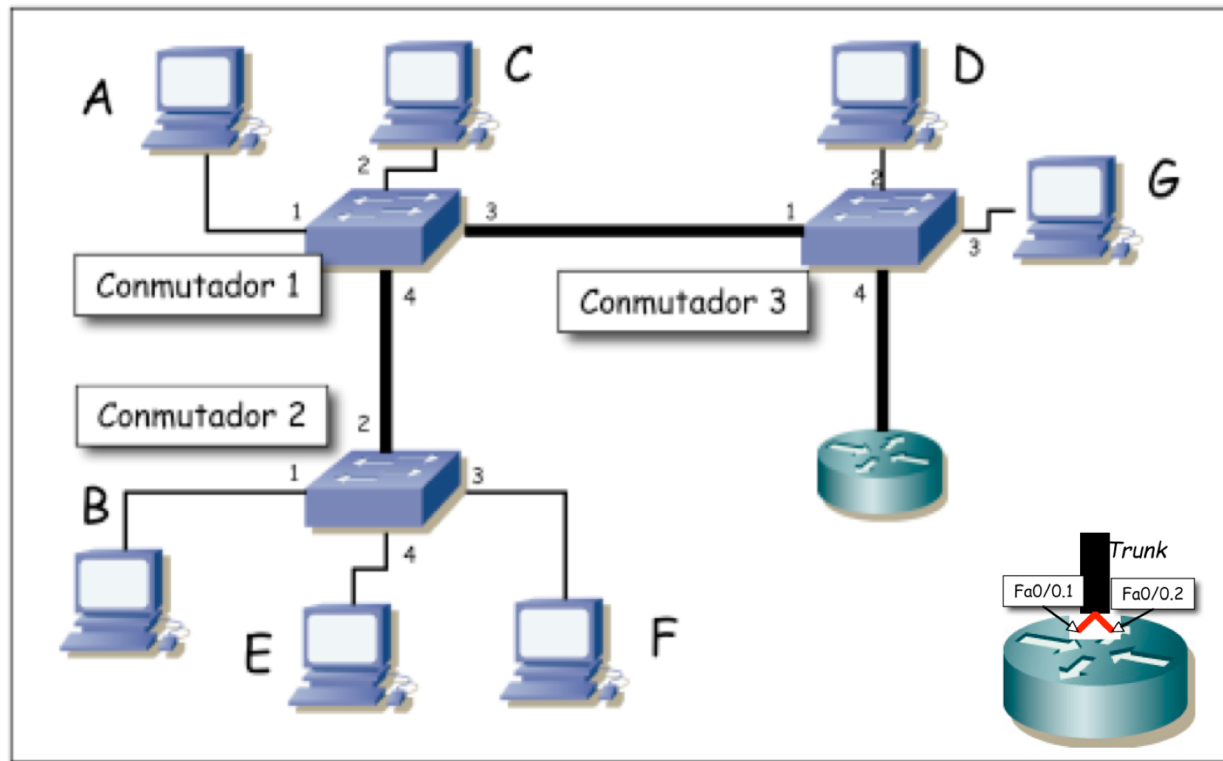 A
C
D
G
2
2
1
3
1
3
Conmutador 1
4
Conmutador 3
4
Conmutador 2
2
1
3
B
4
E
F
Trunk
Fa0/0.1
Fa0/0.2